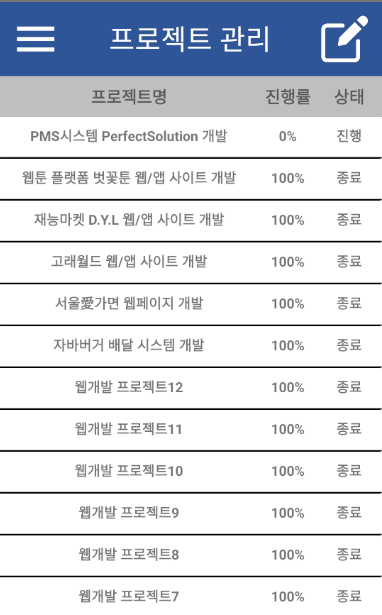 프로젝트 관리
프로젝트명 진행률 상태
PMS시스템 PerfectSolution 개발 0% 진행
웹툰 플랫폼 벗꽃툰 웹/앱 사이트 개발 100% 종료
재능마켓 D.Y.L 웹/앱 사이트 개발 100% 종료
고래월드 웹/앱 사이트 개발 100% 종료
서울愛가면 웹페이지 개발 100% 종료
자바버거 배달 시스템 개발 100% 종료
웹개발 프로젝트12 100% 종료
웹개발 프로젝트11 100% 종료
웹개발 프로젝트10 100% 종료
웹개발 프로젝트9 100% 종료
웹개발 프로젝트8 100% 종료
웹개발 프로젝트7 100% 종료